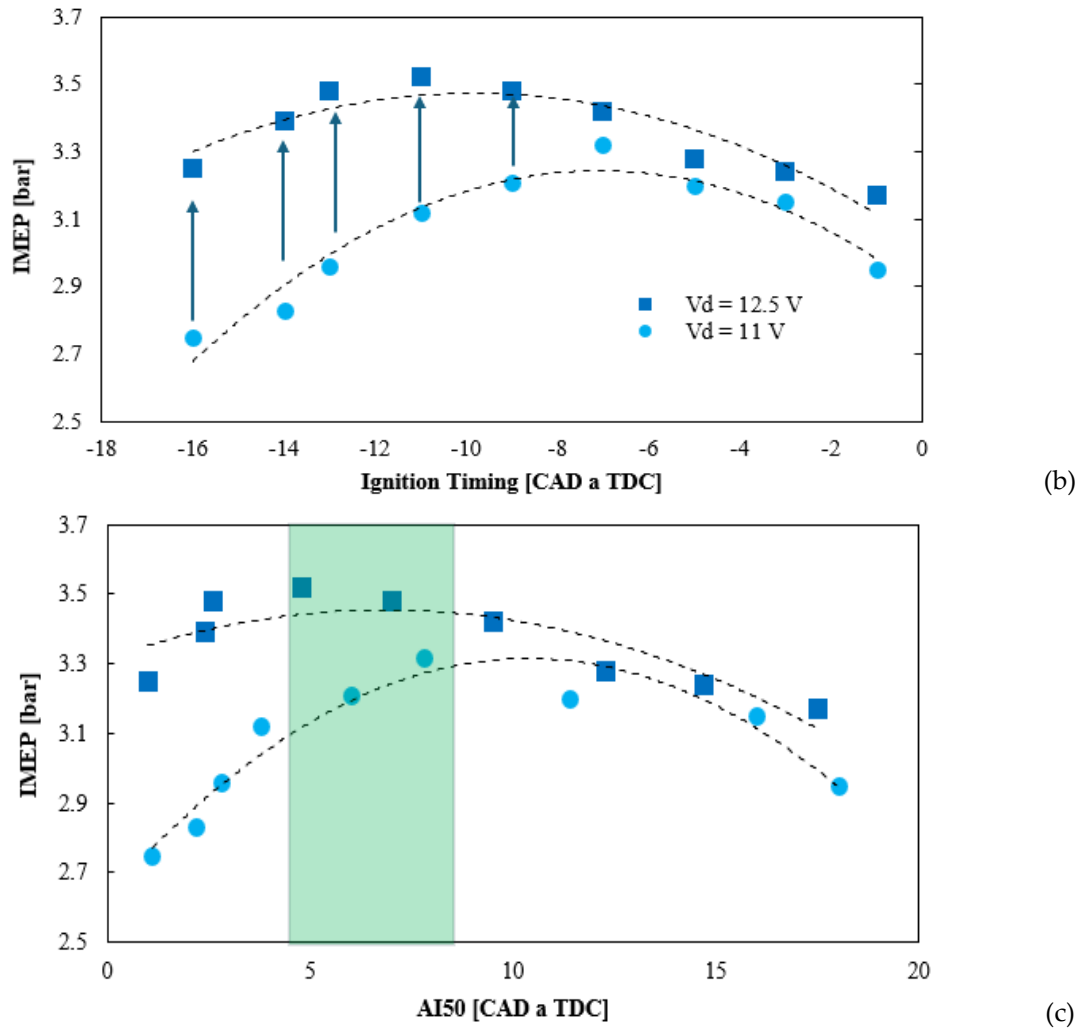 3.7
3.5
3.3
3.1
2.9
2.7
2.5
IMEP [bar]
Vd = 12.5 V
Vd = 11 V
-18 -16 -14 -12 -10 -8 -6 -4 -2 0
Ignition Timing [CAD a TDC]
(b)
3.7
3.5
3.3
3.1
2.9
2.7
2.5
IMEP [bar]
0 5 10 15 20
AI50 [CAD a TDC]
(c)